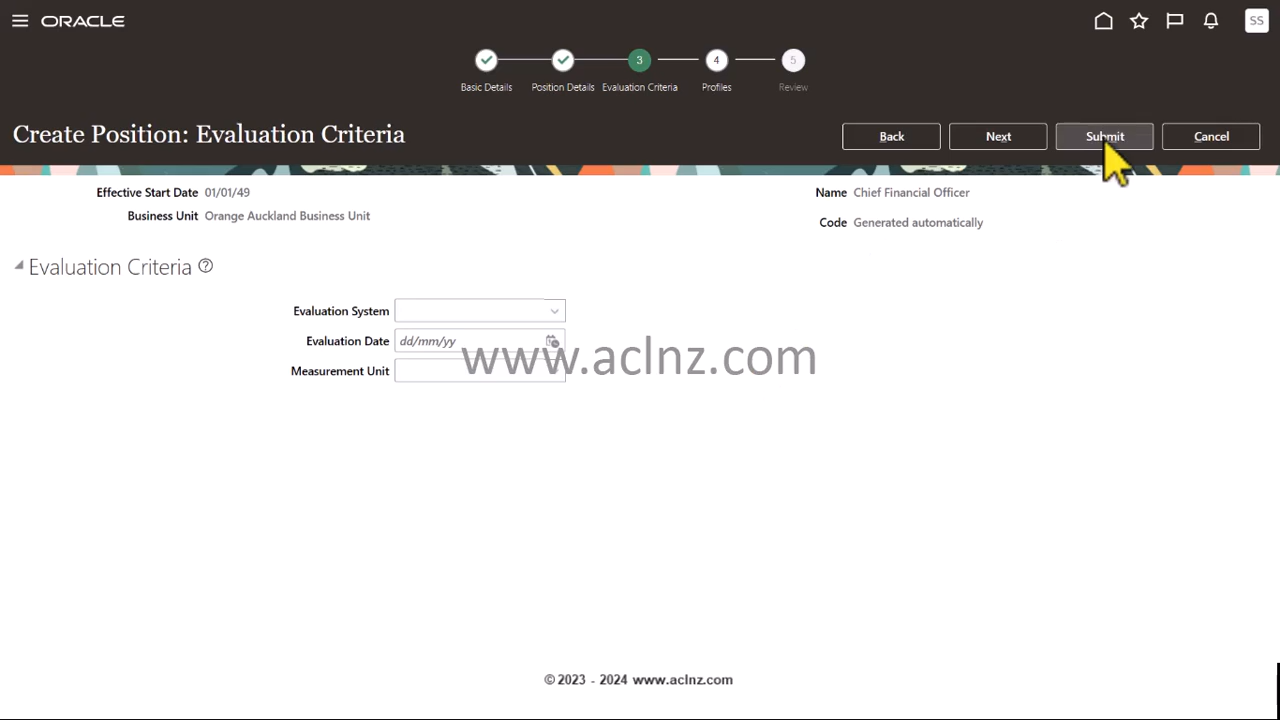 ORACLE
SS
3 4 5
Basic Details Position Details Evaluation Criteria Profiles Review
Create Position: Evaluation Criteria
Back Next Submit Cancel
Effective Start Date 01/01/49 Name Chief Financial Officer
Business Unit Orange Auckland Business Unit
Code Generated automatically
Evaluation Criteria ?
Evaluation System
Evaluation Date dd/mm/yy
www.aclnz.com
Measurement Unit
© 2023 - 2024 www.aclnz.com